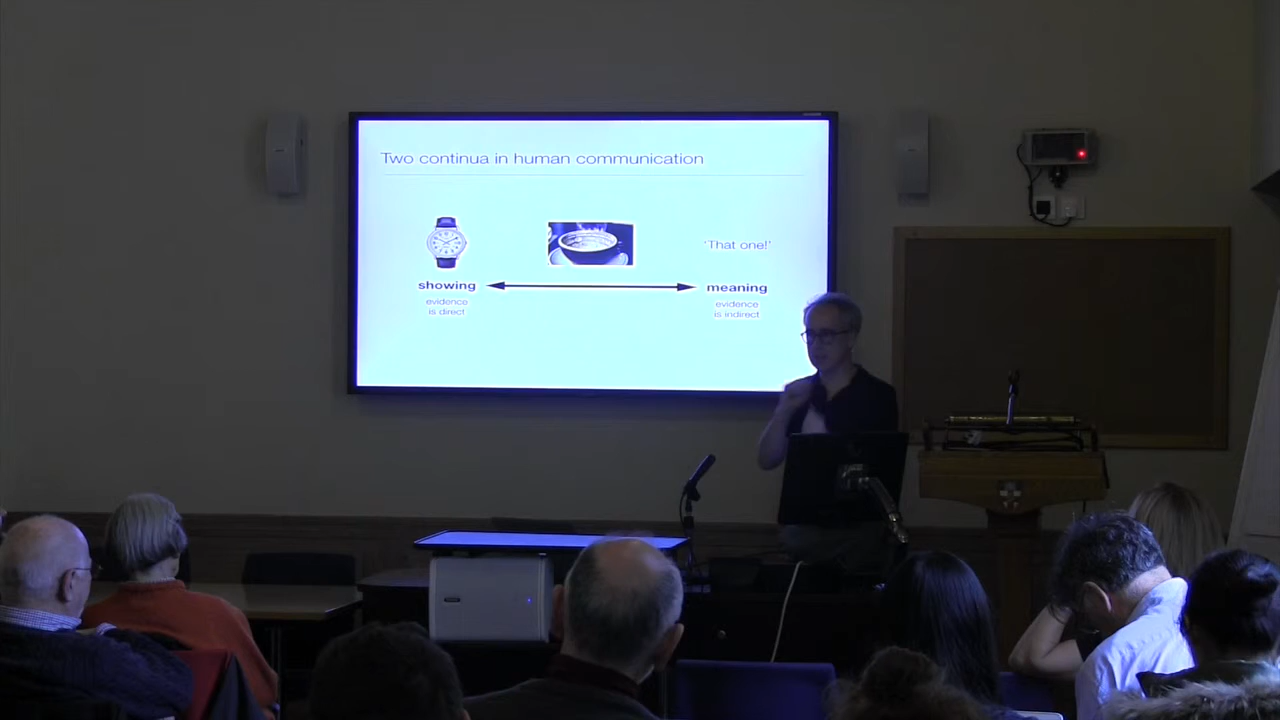 Two continua in human communication
'That one!'
showing
meaning
evidence
is direct
evidence
is indirect